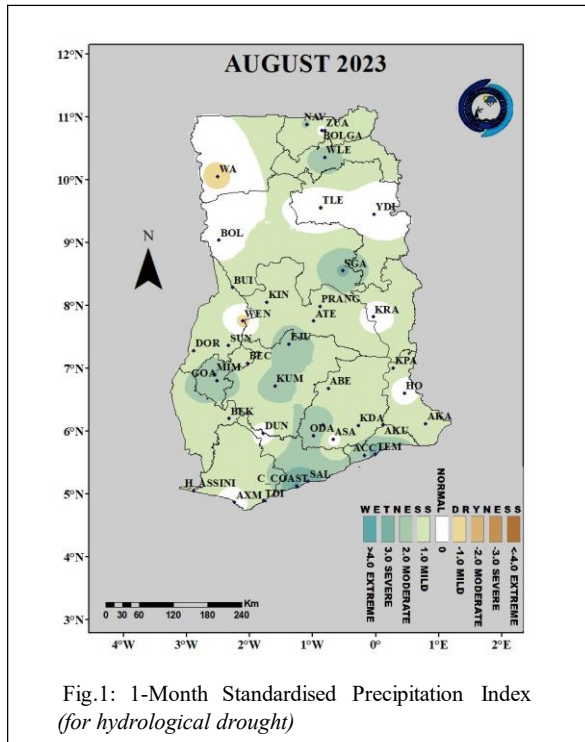 AUGUST 2023
12°N
11°N
10°N
9°N
8°N
7°N
6°N
5°N
4°N
3°N
NAV
ZUA
BOLGA
WLE
WA
TLE
YDI
BOL
N
SGA
BUI
KIN
PRANG
KRA
WEN
ATE
SUN
EJU
DOR
BEC
KPA
GOA
MIM
KUM
ABE
HO
BEK
DUN
ODA
ASA
KDA
AKU
AKA
ACC
TEM
H_ASSINI
C_COAST
SAL
AXM
TDI
WETNESS
NORMAL
DRYNESS
>4.0 EXTREME
3.0 SEVERE
2.0 MODERATE
1.0 MILD
0
-1.0 MILD
-2.0 MODERATE
-3.0 SEVERE
<-4.0 EXTREME
0 30 60 120 180 240
Km
4°W 3°W 2°W 1°W 0° 1°E 2°E
Fig.1: 1-Month Standardised Precipitation Index
(for hydrological drought)